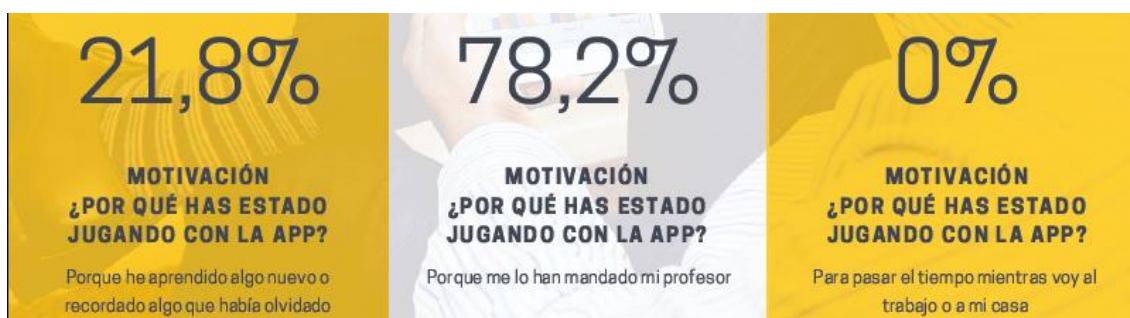 21,8%
MOTIVACIÓN
¿POR QUÉ HAS ESTADO
JUGANDO CON LA APP?
Porque he aprendido algo nuevo o
recordado algo que había olvidado
78,2%
MOTIVACIÓN
¿POR QUÉ HAS ESTADO
JUGANDO CON LA APP?
Porque me lo han mandado mi profesor
0%
MOTIVACIÓN
¿POR QUÉ HAS ESTADO
JUGANDO CON LA APP?
Para pasar el tiempo mientras voy al
trabajo o a mi casa